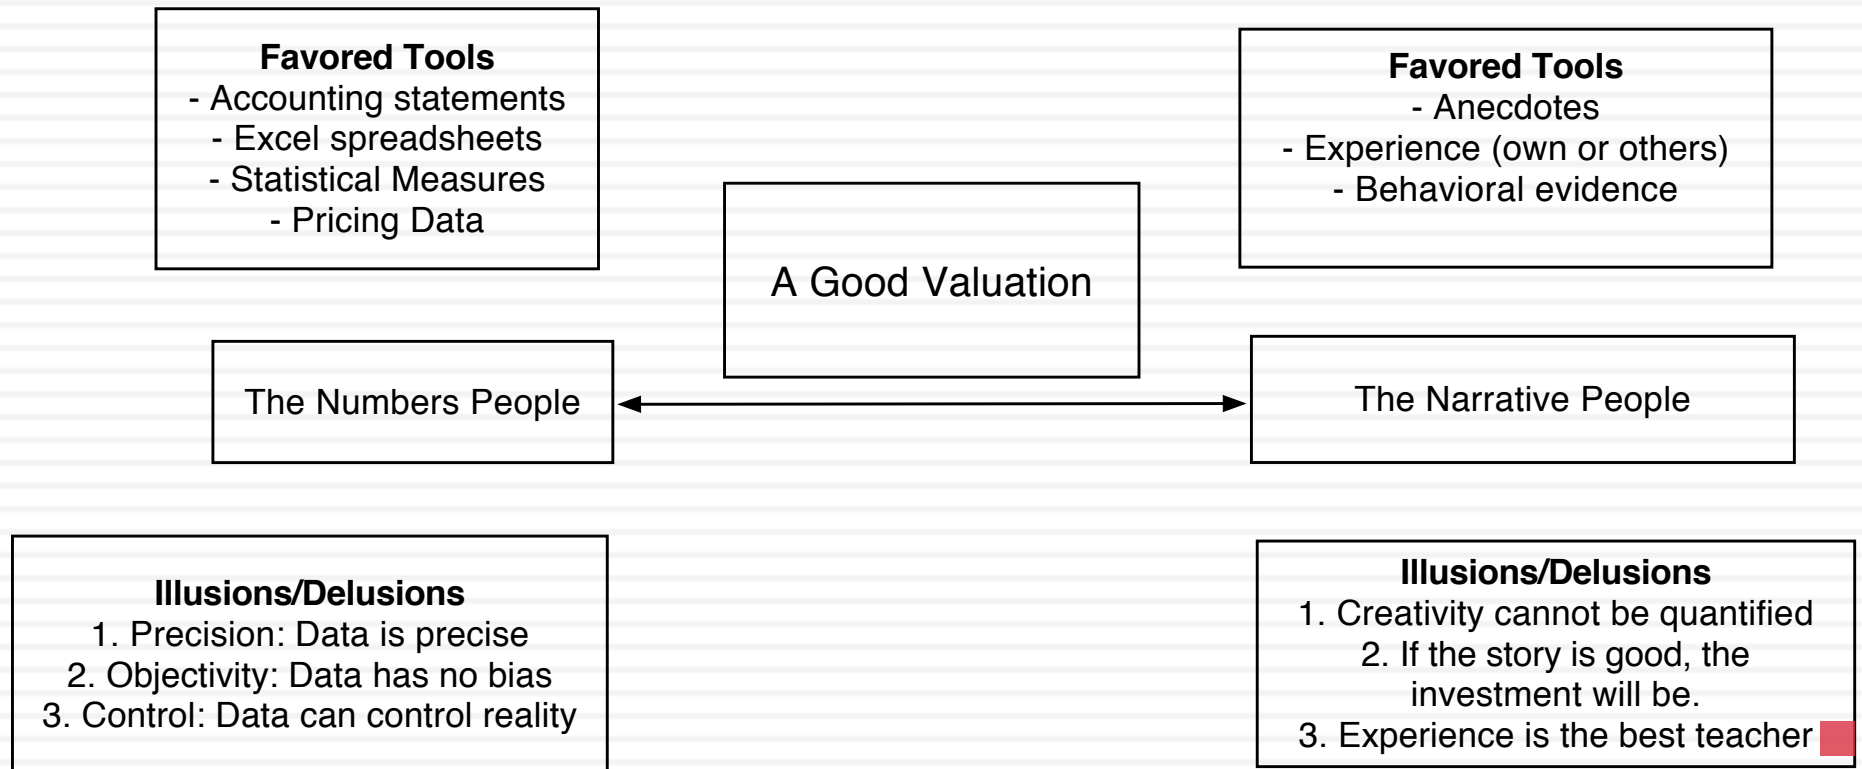 Favored Tools
- Accounting statements
- Excel spreadsheets
- Statistical Measures
- Pricing Data
Favored Tools
- Anecdotes
- Experience (own or others)
- Behavioral evidence
A Good Valuation
The Numbers People
The Narrative People
Illusions/Delusions
1. Precision: Data is precise
2. Objectivity: Data has no bias
3. Control: Data can control reality
Illusions/Delusions
1. Creativity cannot be quantified
2. If the story is good, the
investment will be.
3. Experience is the best teacher